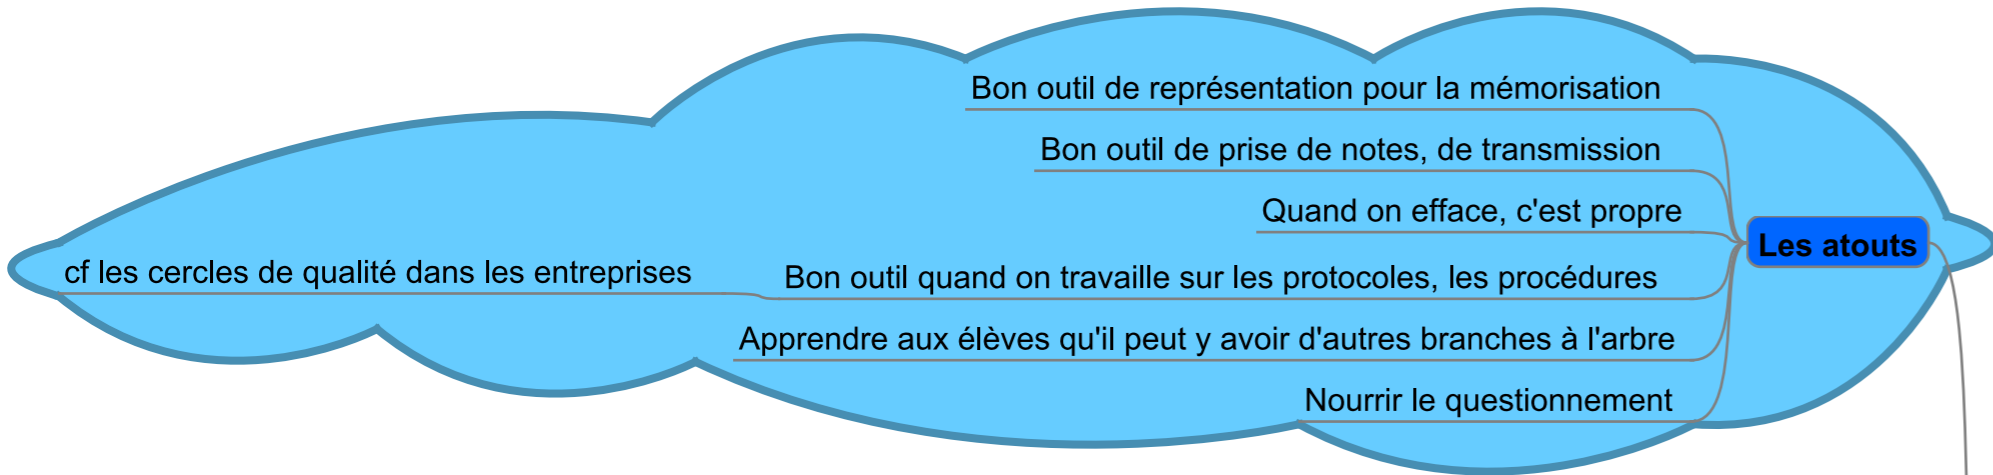 Bon outil de représentation pour la mémorisation
Bon outil de prise de notes, de transmission
Quand on efface, c'est propre
Les atouts
cf les cercles de qualité dans les entreprises
Bon outil quand on travaille sur les protocoles, les procédures
Apprendre aux élèves qu'il peut y avoir d'autres branches à l'arbre
Nourrir le questionnement